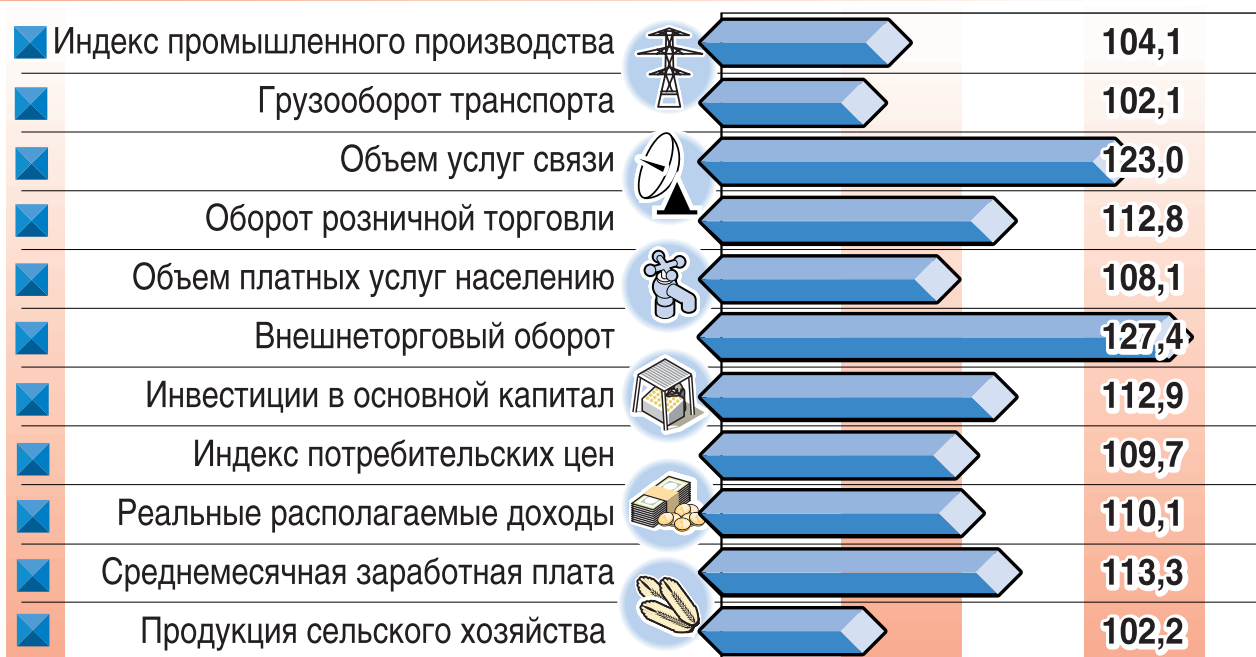 Индекс промышленного производства 104,1
Грузооборот транспорта 102,1
Объем услуг связи 123,0
Оборот розничной торговли 112,8
Объем платных услуг населению 108,1
Внешнеторговый оборот 127,4
Инвестиции в основной капитал 112,9
Индекс потребительских цен 109,7
Реальные располагаемые доходы 110,1
Среднемесячная заработная плата 113,3
Продукция сельского хозяйства 102,2